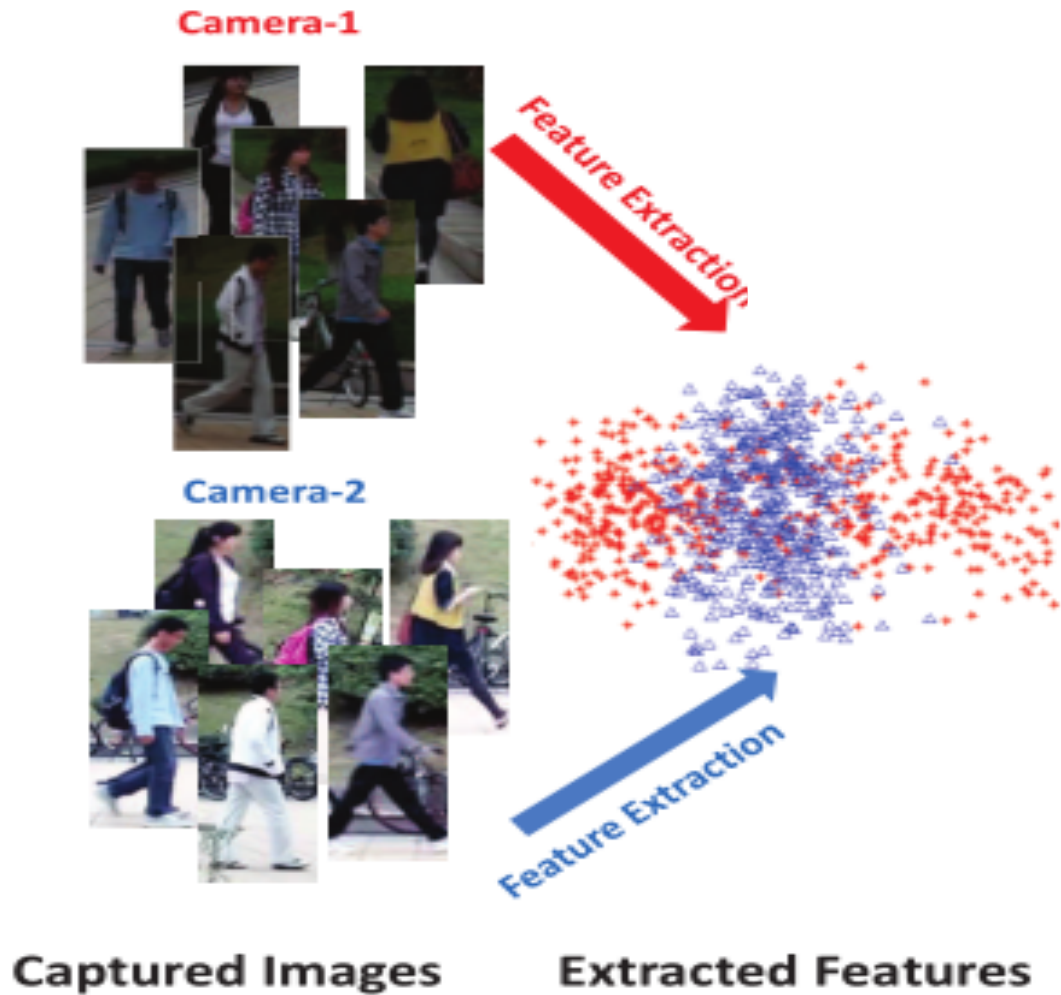 Camera-1
Feature Extraction
Camera-2
Feature Extraction
Captured Images
Extracted Features